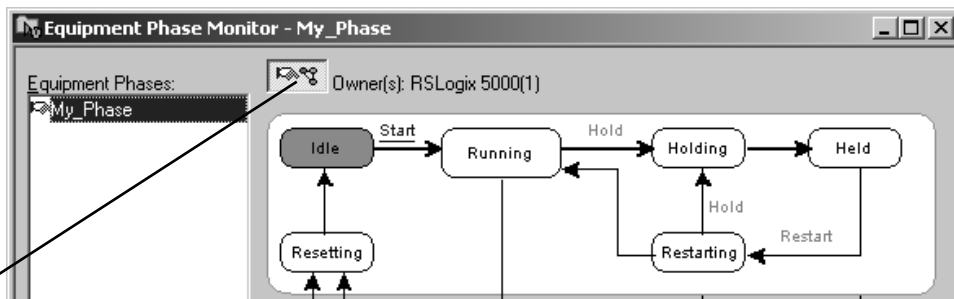 Equipment Phase Monitor - My_Phase
Equipment Phases:
Owner(s): RSLogix 5000(1)
My_Phase
Idle
Start
Running
Hold
Holding
Held
Hold
Resetting
Restarting
Restart